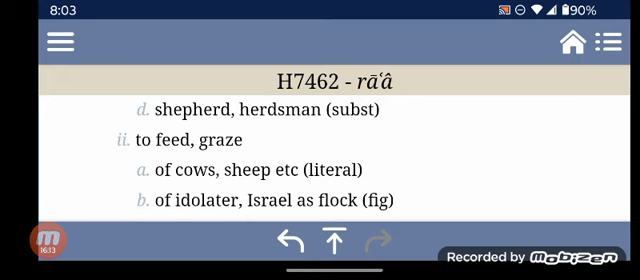 8:03 90%
H7462 - rāʿâ
d. shepherd, herdsman (subst)
ii. to feed, graze
a. of cows, sheep etc (literal)
b. of idolater, Israel as flock (fig)
16:13
Recorded by mobizen